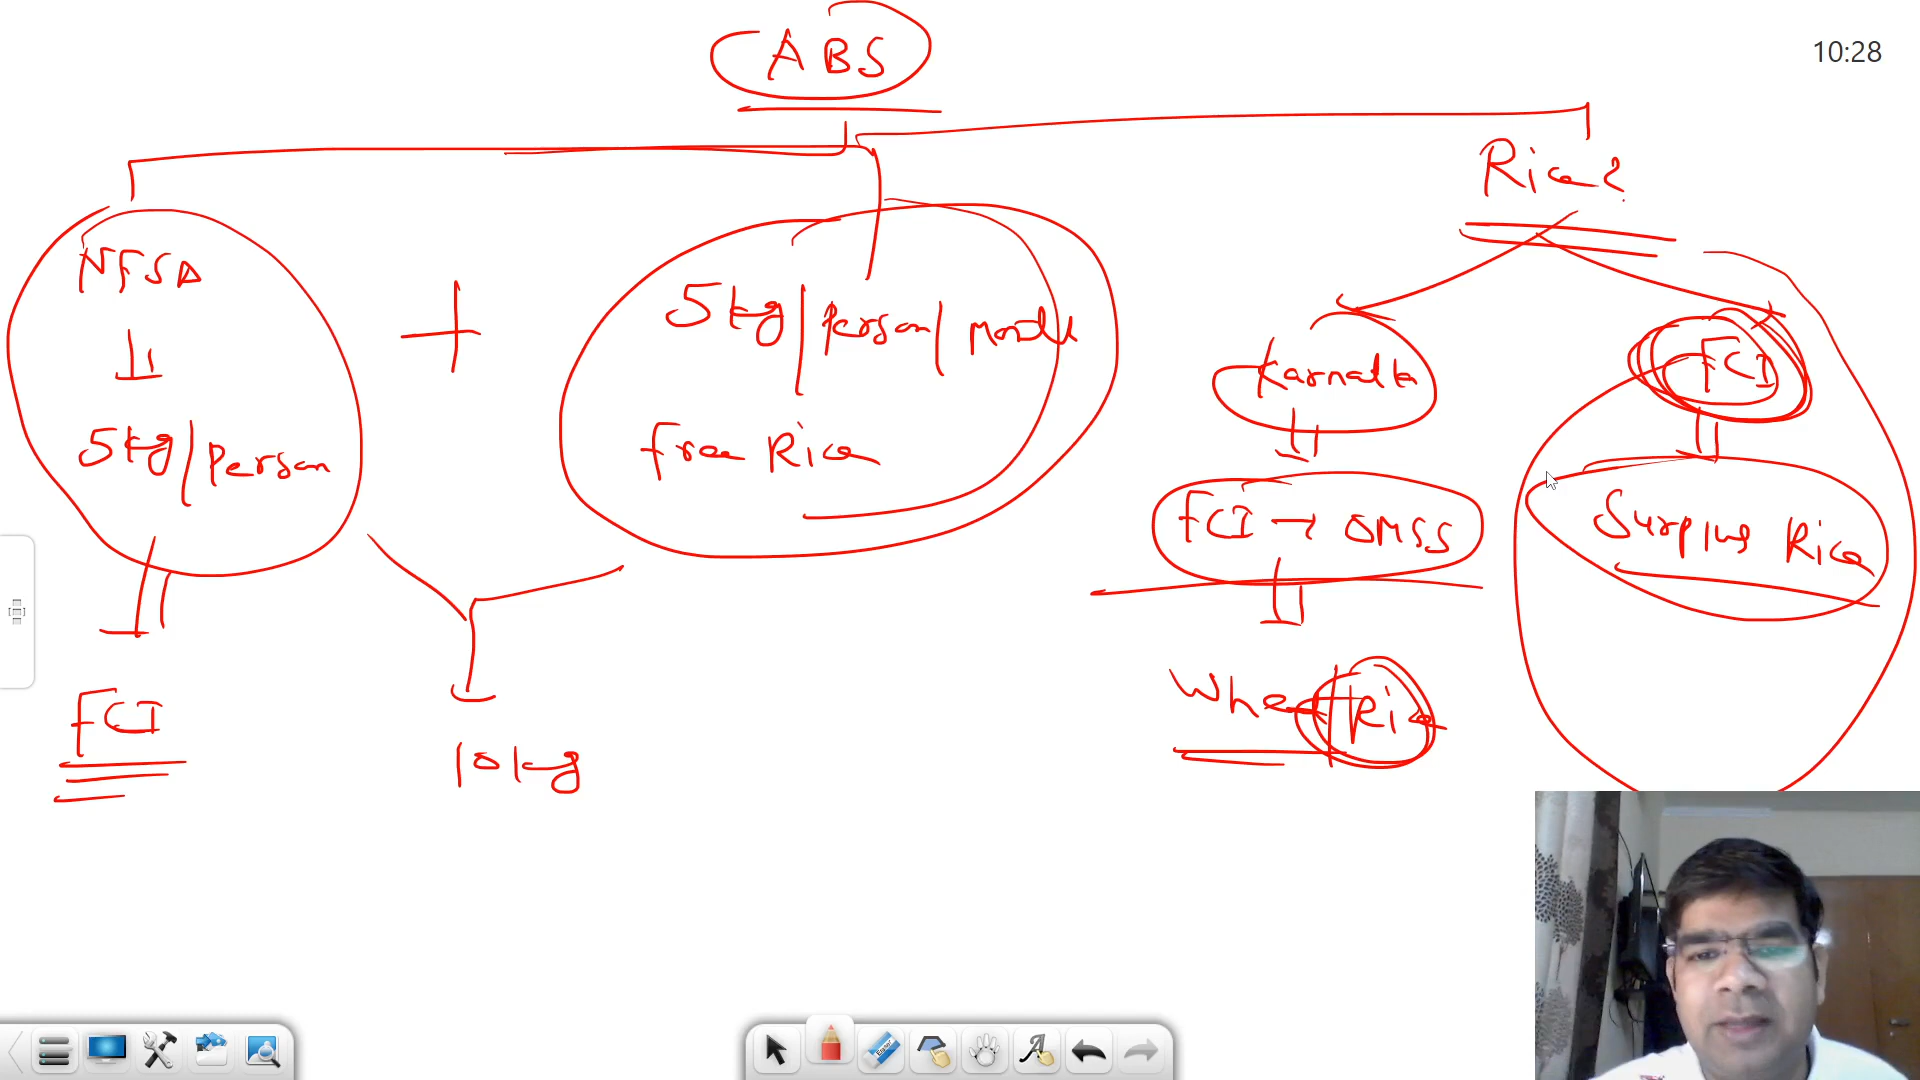 ABS
10:28
Rice?
NFSA
+
5kg/person/month
Free Rice
5kg/person
Karnatka
FCI
FCI → OMSS
Surplus Rice
Wheat/Rice
FCI
10kg